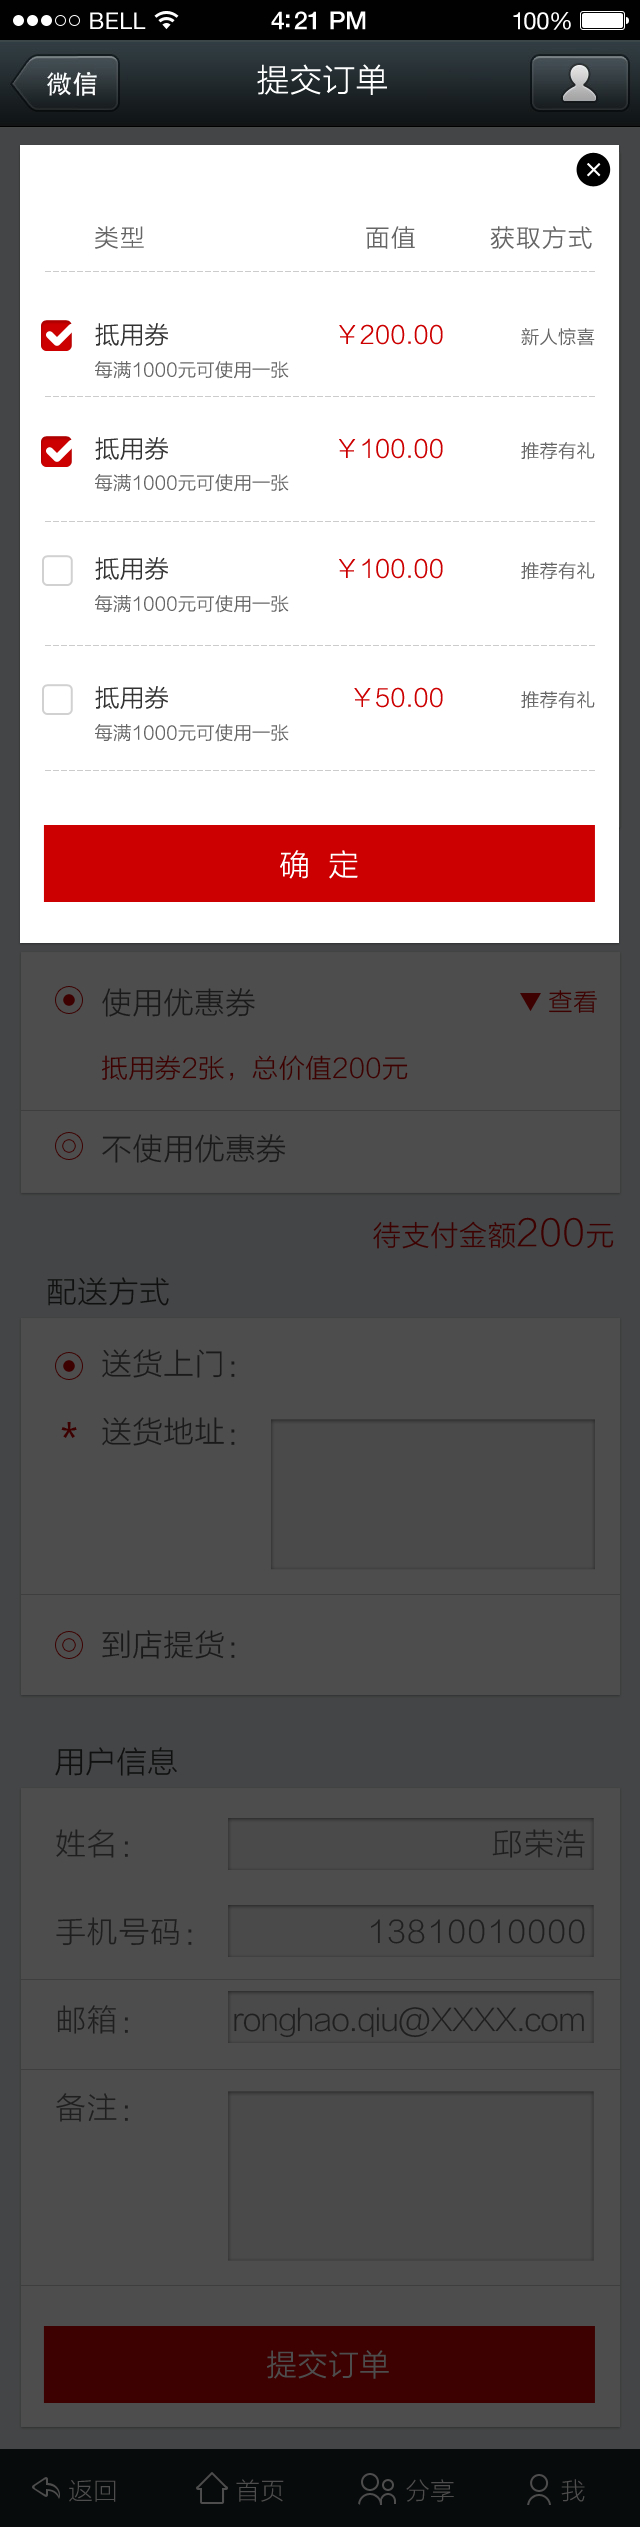 BELL 4:21 PM 100%
微信 提交订单
类型 面值 获取方式
抵用券 ￥200.00 新人惊喜
每满1000元可使用一张
抵用券 ￥100.00 推荐有礼
每满1000元可使用一张
抵用券 ￥100.00 推荐有礼
每满1000元可使用一张
抵用券 ￥50.00 推荐有礼
每满1000元可使用一张
确 定
使用优惠券 ▼ 查看
抵用券2张，总价值200元
不使用优惠券
待支付金额200元
配送方式
送货上门：
* 送货地址：
到店提货：
用户信息
姓名： 邱荣浩
手机号码： 13810010000
邮箱： ronghao.qiu@XXXX.com
备注：
提交订单
返回 首页 分享 我